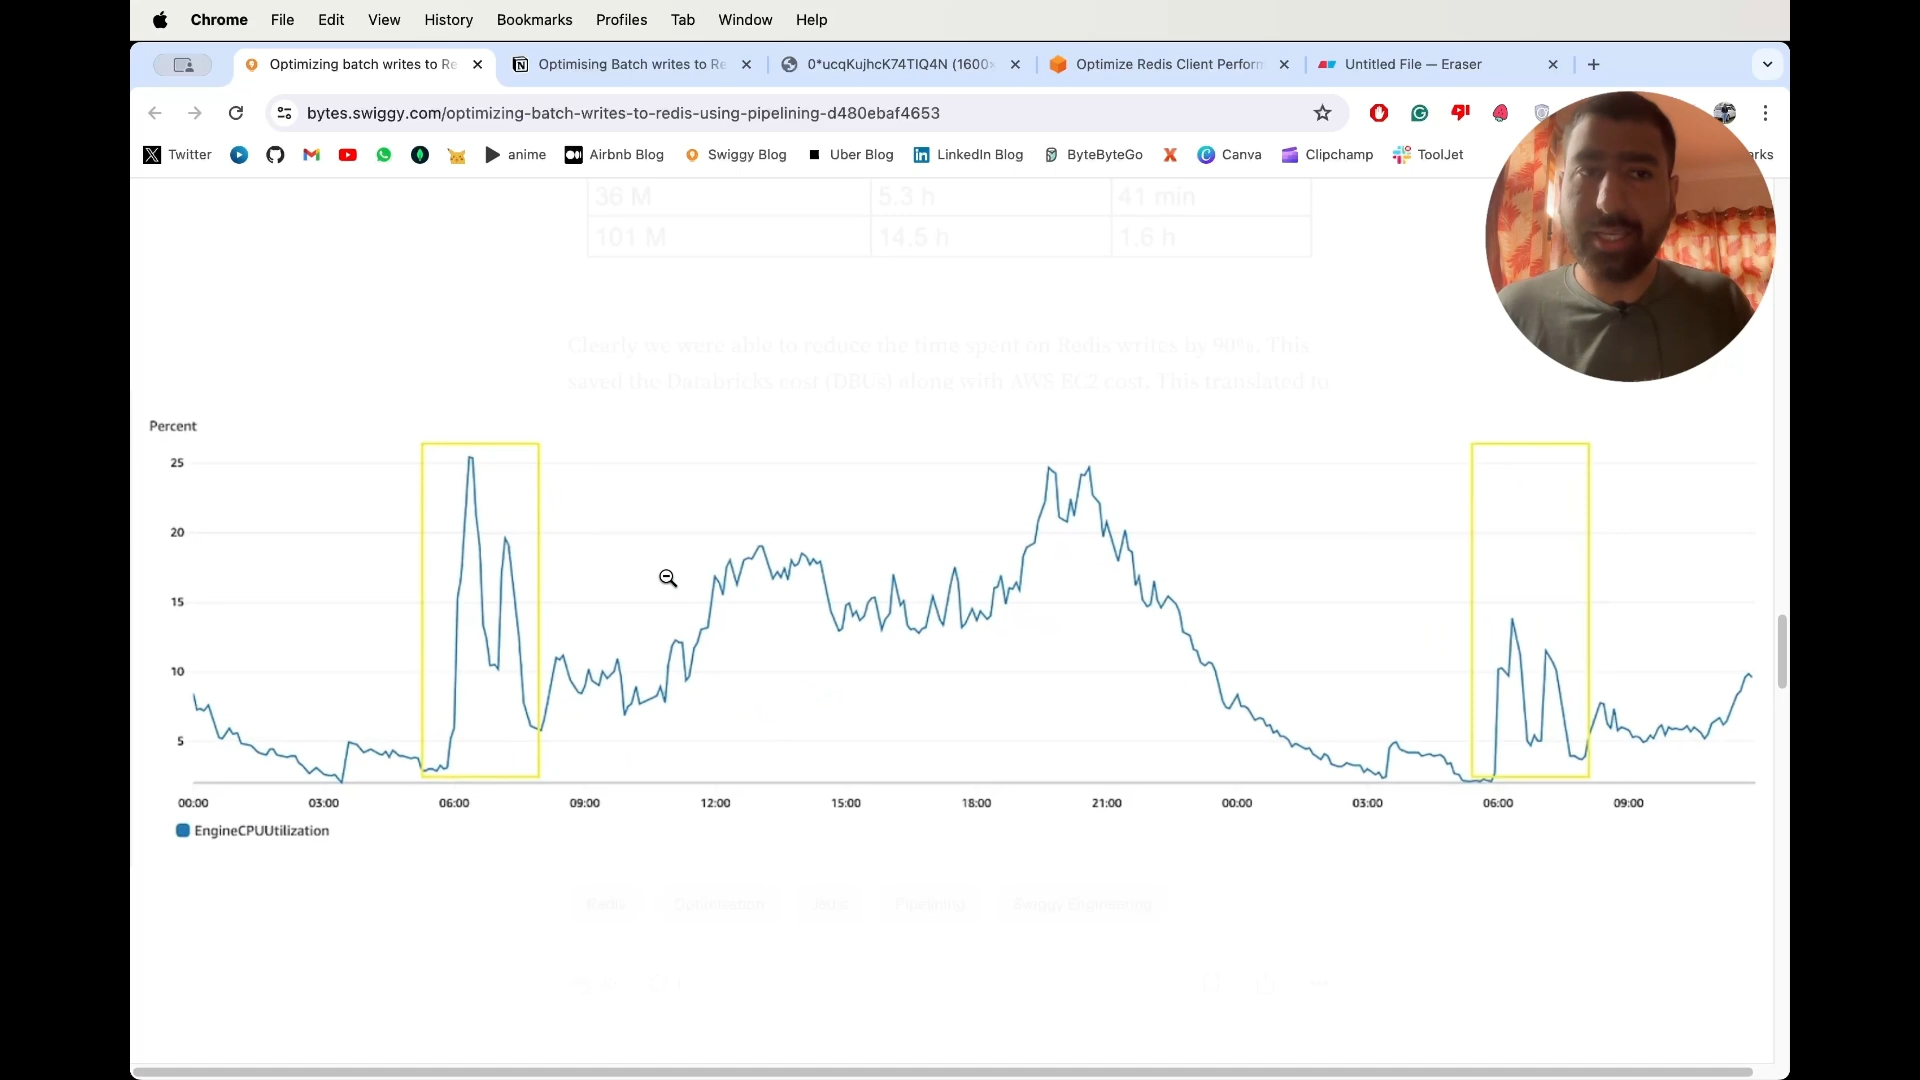 Chrome File Edit View History Bookmarks Profiles Tab Window Help
Optimizing batch writes to Re Optimising Batch writes to Re 0*ucqKujhcK74TIQ4N (1600× Optimize Redis Client Perform Untitled File — Eraser
bytes.swiggy.com/optimizing-batch-writes-to-redis-using-pipelining-d480ebaf4653
Twitter anime Airbnb Blog Swiggy Blog Uber Blog LinkedIn Blog ByteByteGo Canva Clipchamp ToolJet
36 M 5.3 h 41 min
101 M 14.5 h 1.6 h
Clearly we were able to reduce the time spent on Redis writes by 90%. This
saved the Databricks cost (DBUs) along with AWS EC2 cost. This translated to
Percent
25
20
15
10
5
00:00 03:00 06:00 09:00 12:00 15:00 18:00 21:00 00:00 03:00 06:00 09:00
EngineCPUUtilization
Redis Optimization Jedis Pipelining Swiggy Engineering